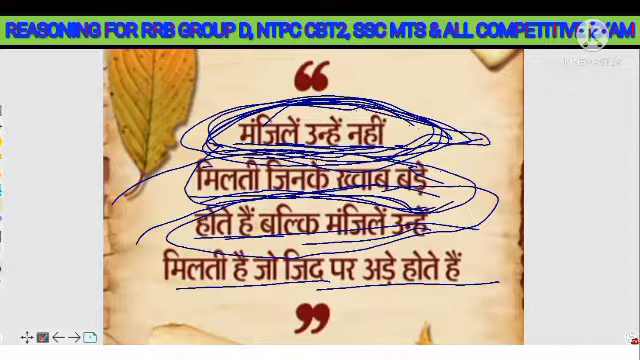 REASONING FOR RRB GROUP D, NTPC CBT2, SSC MTS & ALL COMPETITIVE EXAM
KINEMASTER
“
मंजिलें उन्हें नहीं
मिलती जिनके ख्वाब बड़े
होते हैं बल्कि मंजिलें उन्हें
मिलती है जो जिद पर अड़े होते हैं
”